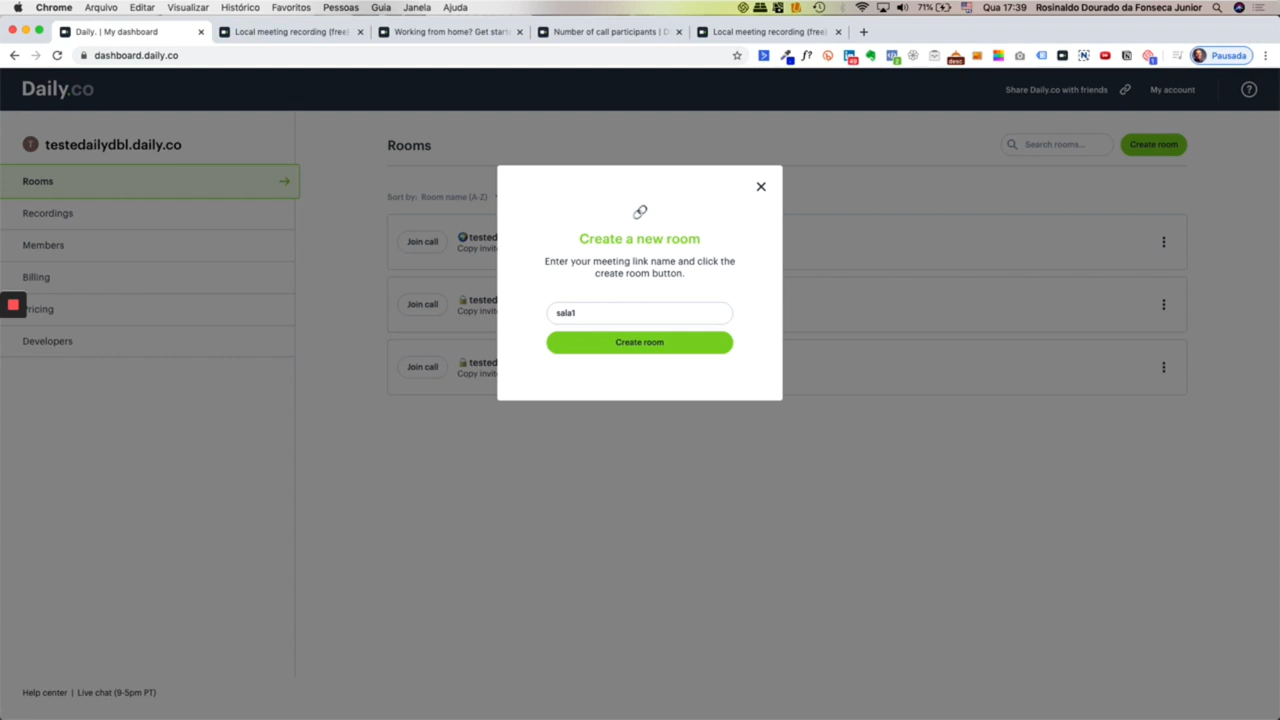 Chrome Arquivo Editar Visualizar Histórico Favoritos Pessoas Guia Janela Ajuda 71% Qua 17:39 Rosinaldo Dourado da Fonseca Junior
Daily. | My dashboard Local meeting recording (free Working from home? Get start Number of call participants | D Local meeting recording (free
dashboard.daily.co Pausada
Daily.co Share Daily.co with friends My account
testedailydbl.daily.co
Rooms
Recordings
Members
Billing
ricing
Developers
Rooms Search rooms... Create room
Sort by: Room name (A-Z)
Join call tested
Copy invit
Join call tested
Copy invit
Join call tested
Copy invit
Create a new room
Enter your meeting link name and click the
create room button.
sala1
Create room
Help center | Live chat (9-5pm PT)